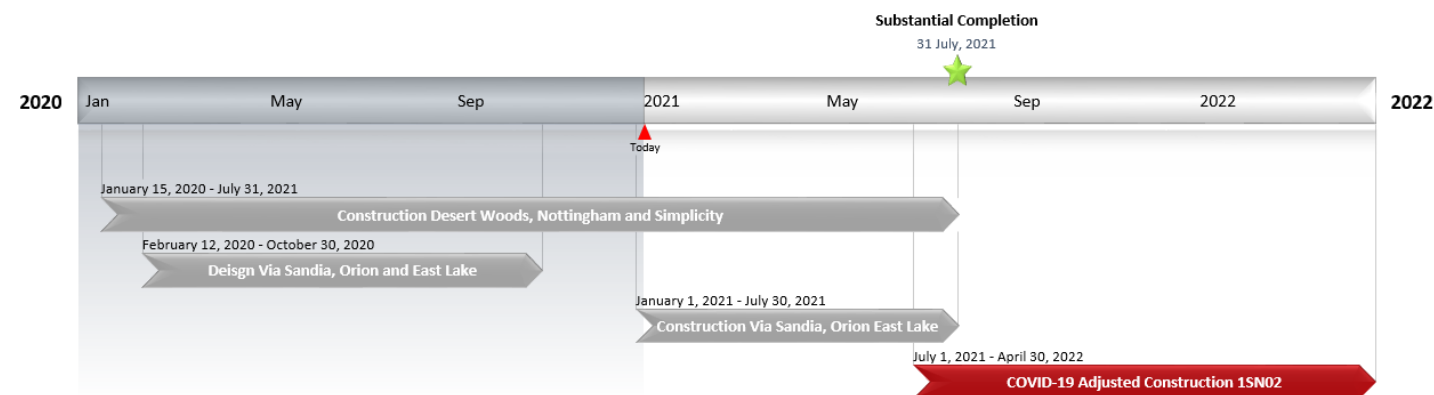 Substantial Completion
31 July, 2021
2020 Jan May Sep 2021 May Sep 2022 2022
Today
January 15, 2020 - July 31, 2021
Construction Desert Woods, Nottingham and Simplicity
February 12, 2020 - October 30, 2020
Deisgn Via Sandia, Orion and East Lake
January 1, 2021 - July 30, 2021
Construction Via Sandia, Orion East Lake
July 1, 2021 - April 30, 2022
COVID-19 Adjusted Construction 1SN02